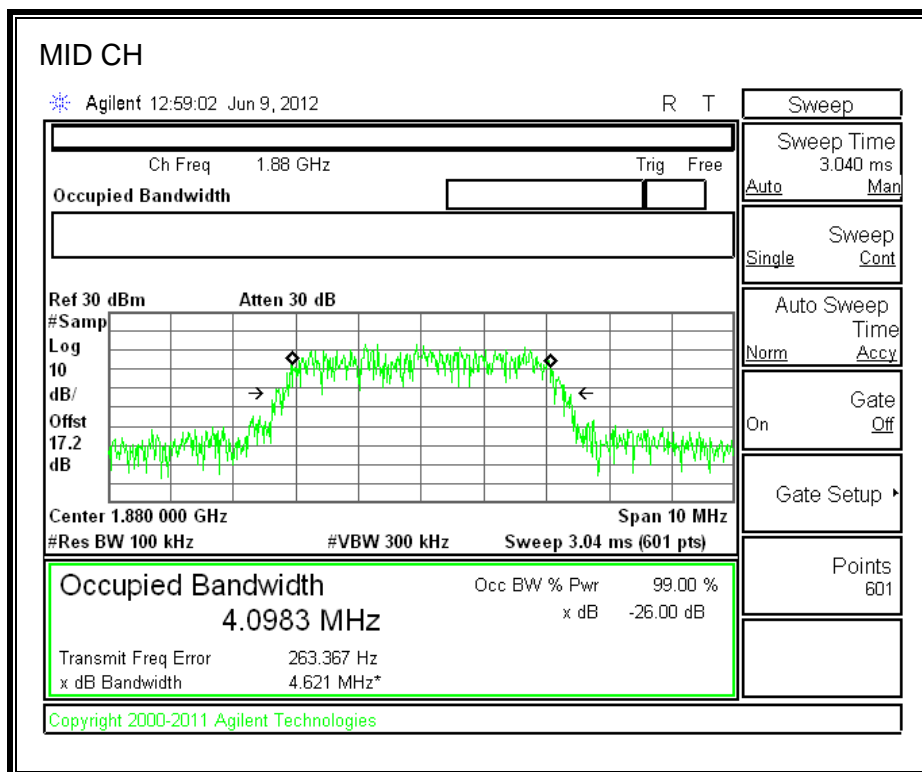 MID CH
Agilent 12:59:02 Jun 9, 2012 R T
Ch Freq 1.88 GHz Trig Free
Occupied Bandwidth
Ref 30 dBm Atten 30 dB
#Samp
Log
10
dB/
Offst
17.2
dB
Center 1.880 000 GHz Span 10 MHz
#Res BW 100 kHz #VBW 300 kHz Sweep 3.04 ms (601 pts)
Occupied Bandwidth Occ BW % Pwr 99.00 %
4.0983 MHz x dB -26.00 dB
Transmit Freq Error 263.367 Hz
x dB Bandwidth 4.621 MHz*
Copyright 2000-2011 Agilent Technologies
Sweep
Sweep Time
3.040 ms
Auto Man
Sweep
Single Cont
Auto Sweep
Time
Norm Accy
Gate
On Off
Gate Setup
Points
601